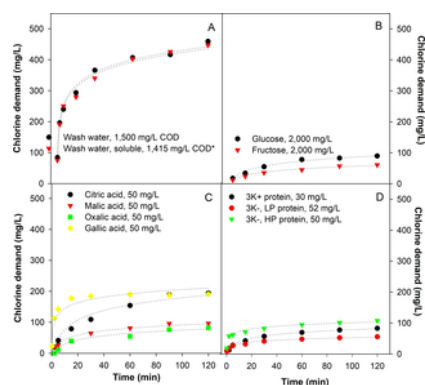 A
Chlorine demand (mg/L)
500
400
300
200
100
0
Wash water, 1,500 mg/L COD
Wash water, soluble, 1,415 mg/L COD*
B
500
400
300
200
100
0
Chlorine demand (mg/L)
Glucose, 2,000 mg/L
Fructose, 2,000 mg/L
C
Chlorine demand (mg/L)
Citric acid, 50 mg/L
Malic acid, 50 mg/L
Oxalic acid, 50 mg/L
Gallic acid, 50 mg/L
400
300
200
100
0
0 20 40 60 80 100 120
Time (min)
D
3K+ protein, 30 mg/L
3K-, LP protein, 52 mg/L
3K-, HP protein, 50 mg/L
400
300
200
100
0
Chlorine demand (mg/L)
0 20 40 60 80 100 120
Time (min)